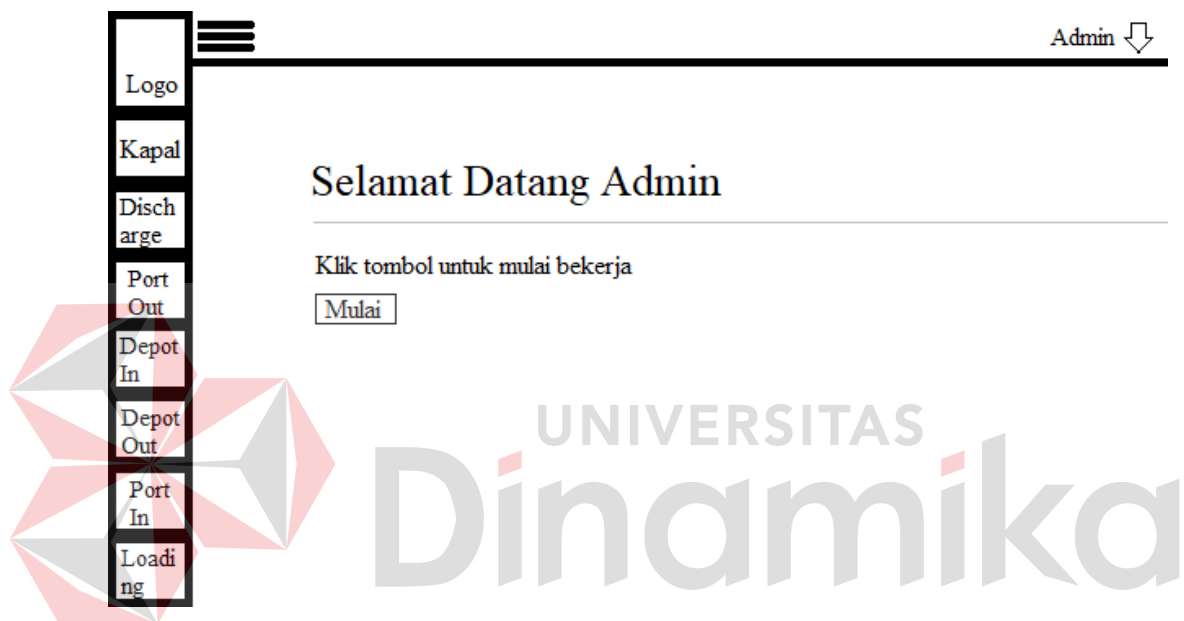 Admin
Logo
Kapal
Disch
arge
Port
Out
Depot
In
Depot
Out
Port
In
Loadi
ng
Selamat Datang Admin
Klik tombol untuk mulai bekerja
Mulai
UNIVERSITAS
Dinamika